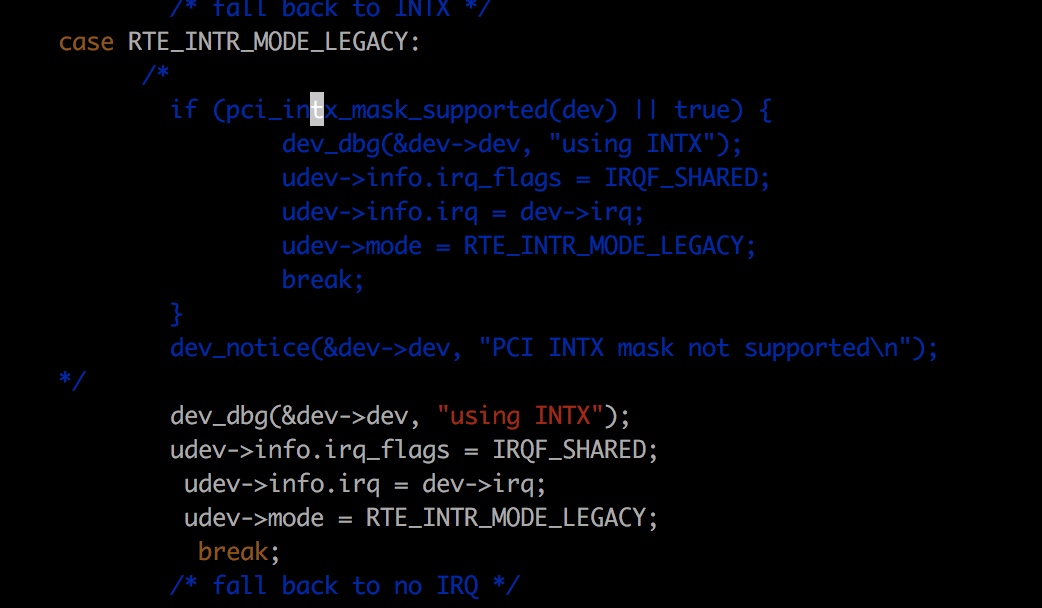 /* fall back to INTX */
case RTE_INTR_MODE_LEGACY:
/*
if (pci_intx_mask_supported(dev) || true) {
dev_dbg(&dev->dev, "using INTX");
udev->info.irq_flags = IRQF_SHARED;
udev->info.irq = dev->irq;
udev->mode = RTE_INTR_MODE_LEGACY;
break;
}
dev_notice(&dev->dev, "PCI INTX mask not supported\n");
*/
dev_dbg(&dev->dev, "using INTX");
udev->info.irq_flags = IRQF_SHARED;
udev->info.irq = dev->irq;
udev->mode = RTE_INTR_MODE_LEGACY;
break;
/* fall back to no IRQ */